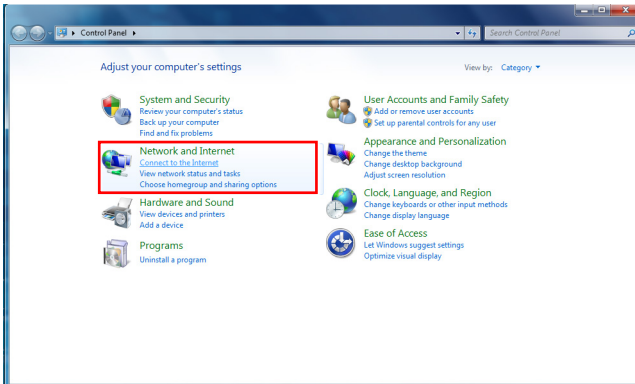 Control Panel
Search Control Panel
Adjust your computer's settings
View by: Category
System and Security
Review your computer's status
Back up your computer
Find and fix problems
Network and Internet
Connect to the Internet
View network status and tasks
Choose homegroup and sharing options
Hardware and Sound
View devices and printers
Add a device
Programs
Uninstall a program
User Accounts and Family Safety
Add or remove user accounts
Set up parental controls for any user
Appearance and Personalization
Change the theme
Change desktop background
Adjust screen resolution
Clock, Language, and Region
Change keyboards or other input methods
Change display language
Ease of Access
Let Windows suggest settings
Optimize visual display